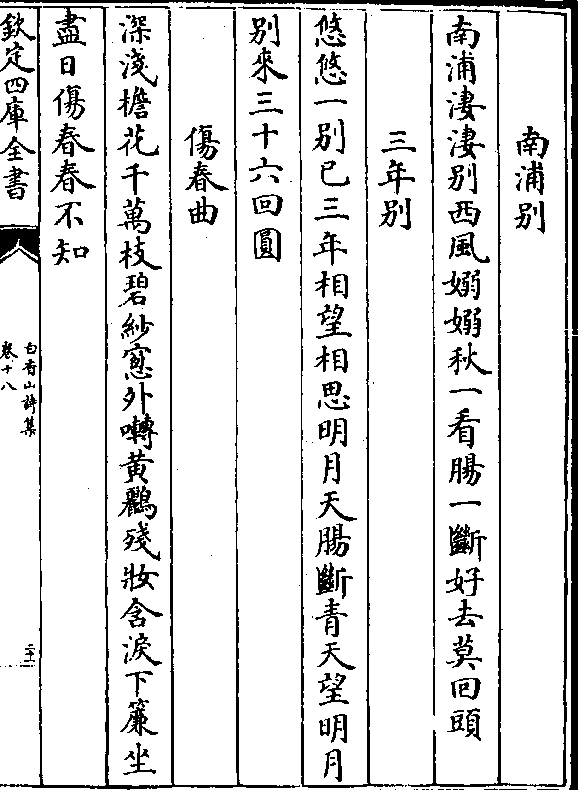 南浦别
南浦淒淒别西風嫋嫋秋一看腸一斷好去莫回頭
三年别
悠悠一别已三年相望相思明月天腸斷青天望明月
别來三十六回圓
傷春曲
深淺檐花千萬枝碧紗窻外囀黄鸝殘妝含淚下簾坐
盡日傷春春不知
欽定四庫全書
白香山詩集
卷十八